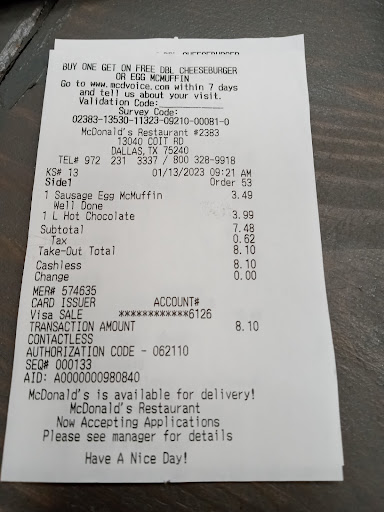 BUY ONE GET ON FREE DBL CHEESEBURGER
OR EGG MCMUFFIN
Go to www.mcdvoice.com within 7 days
and tell us about your visit.
Validation Code:
Survey Code:
02383-13530-11323-09210-00081-0
McDonald's Restaurant #2383
13040 COIT RD
DALLAS, TX 75240
TEL# 972 231 3337 / 800 328-9918
KS# 13 01/13/2023 09:21 AM
Side1 Order 53
1 Sausage Egg McMuffin 3.49
Well Done
1 L Hot Chocolate 3.99
Subtotal 7.48
Tax 0.62
Take-Out Total 8.10
Cashless 8.10
Change 0.00
MER# 574635
CARD ISSUER ACCOUNT#
Visa SALE ************6126
TRANSACTION AMOUNT 8.10
CONTACTLESS
AUTHORIZATION CODE - 062110
SEQ# 000133
AID: A0000000980840
McDonald's is available for delivery!
McDonald's Restaurant
Now Accepting Applications
Please see manager for details
Have A Nice Day!